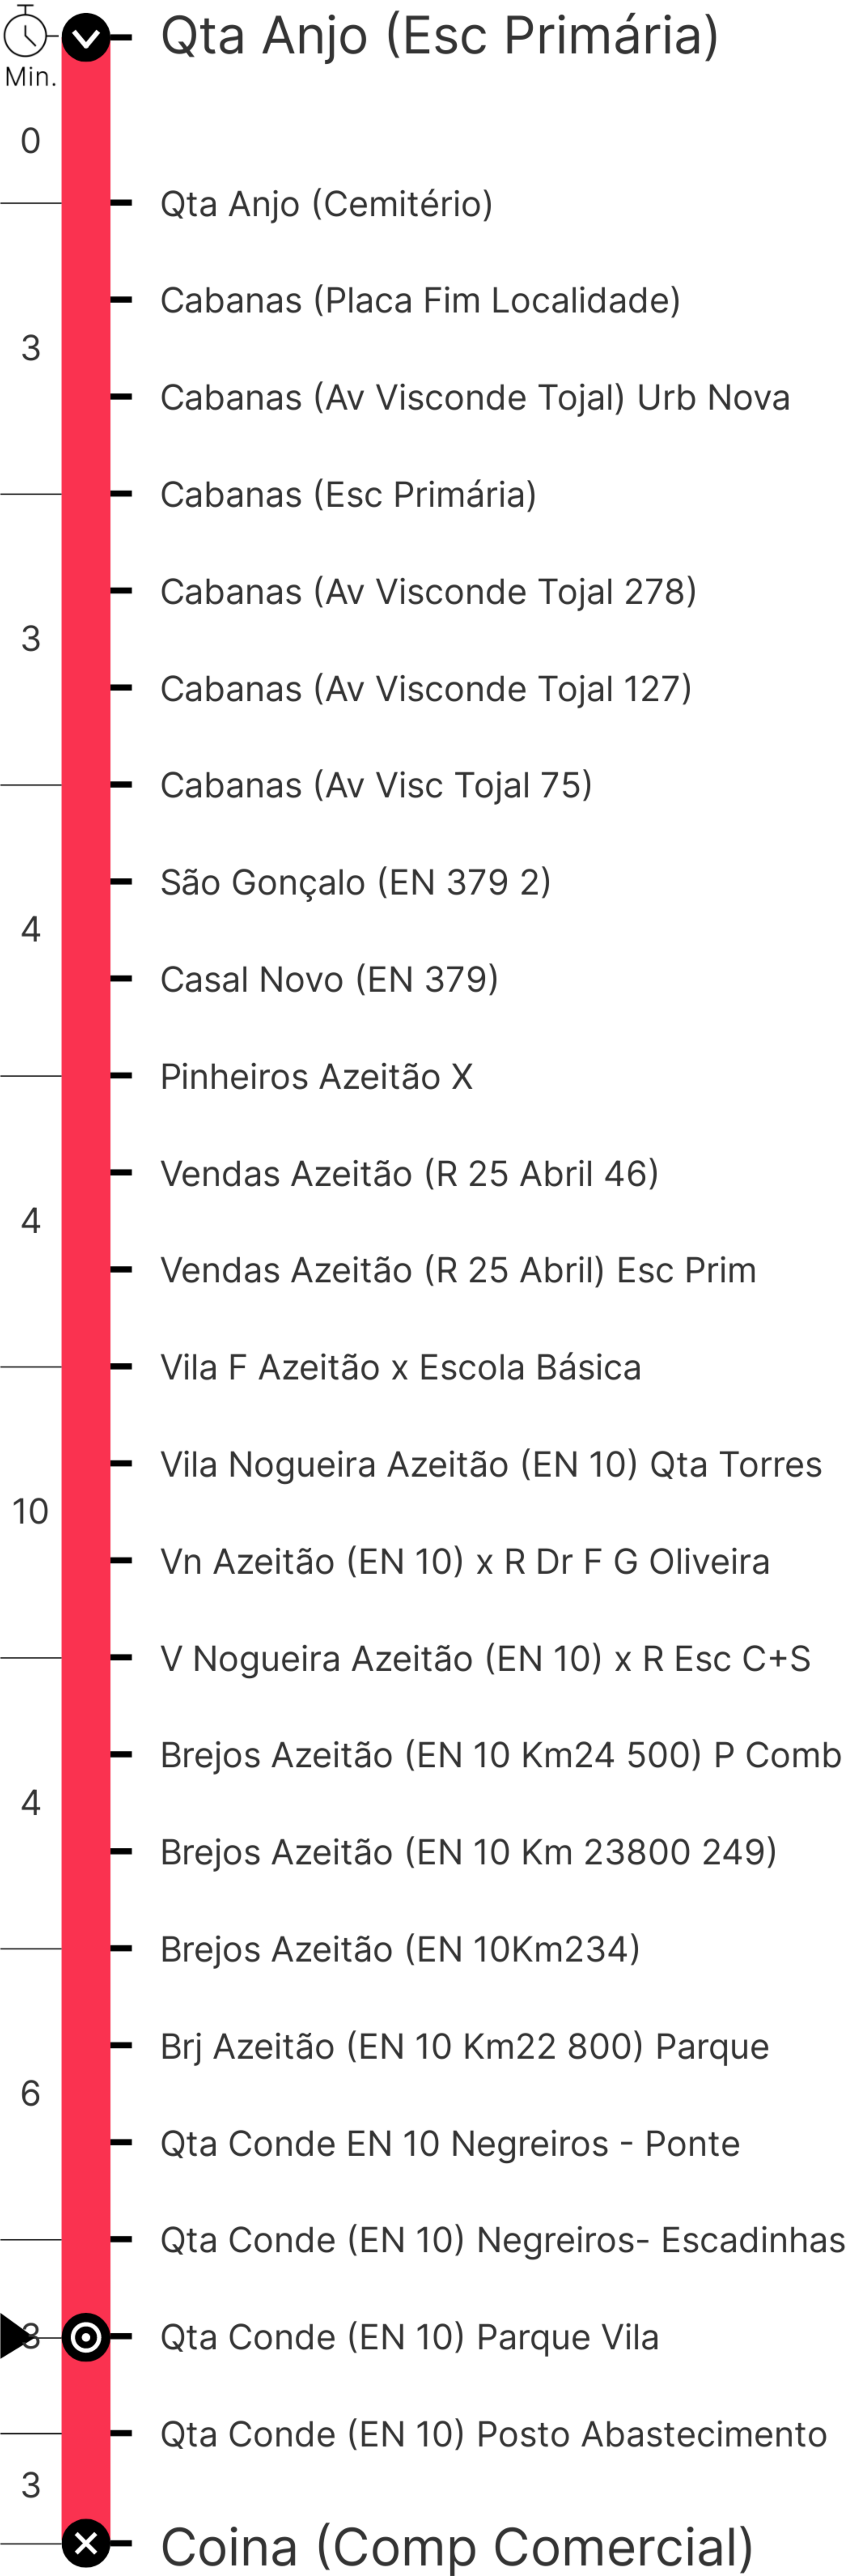 Qta Anjo (Esc Primária)
Min.
0
Qta Anjo (Cemitério)
Cabanas (Placa Fim Localidade)
3
Cabanas (Av Visconde Tojal) Urb Nova
Cabanas (Esc Primária)
Cabanas (Av Visconde Tojal 278)
3
Cabanas (Av Visconde Tojal 127)
Cabanas (Av Visc Tojal 75)
São Gonçalo (EN 379 2)
4
Casal Novo (EN 379)
Pinheiros Azeitão X
Vendas Azeitão (R 25 Abril 46)
4
Vendas Azeitão (R 25 Abril) Esc Prim
Vila F Azeitão x Escola Básica
Vila Nogueira Azeitão (EN 10) Qta Torres
10
Vn Azeitão (EN 10) x R Dr F G Oliveira
V Nogueira Azeitão (EN 10) x R Esc C+S
Brejos Azeitão (EN 10 Km24 500) P Comb
4
Brejos Azeitão (EN 10 Km 23800 249)
Brejos Azeitão (EN 10Km234)
Brj Azeitão (EN 10 Km22 800) Parque
6
Qta Conde EN 10 Negreiros - Ponte
Qta Conde (EN 10) Negreiros- Escadinhas
Qta Conde (EN 10) Parque Vila
Qta Conde (EN 10) Posto Abastecimento
3
Coina (Comp Comercial)